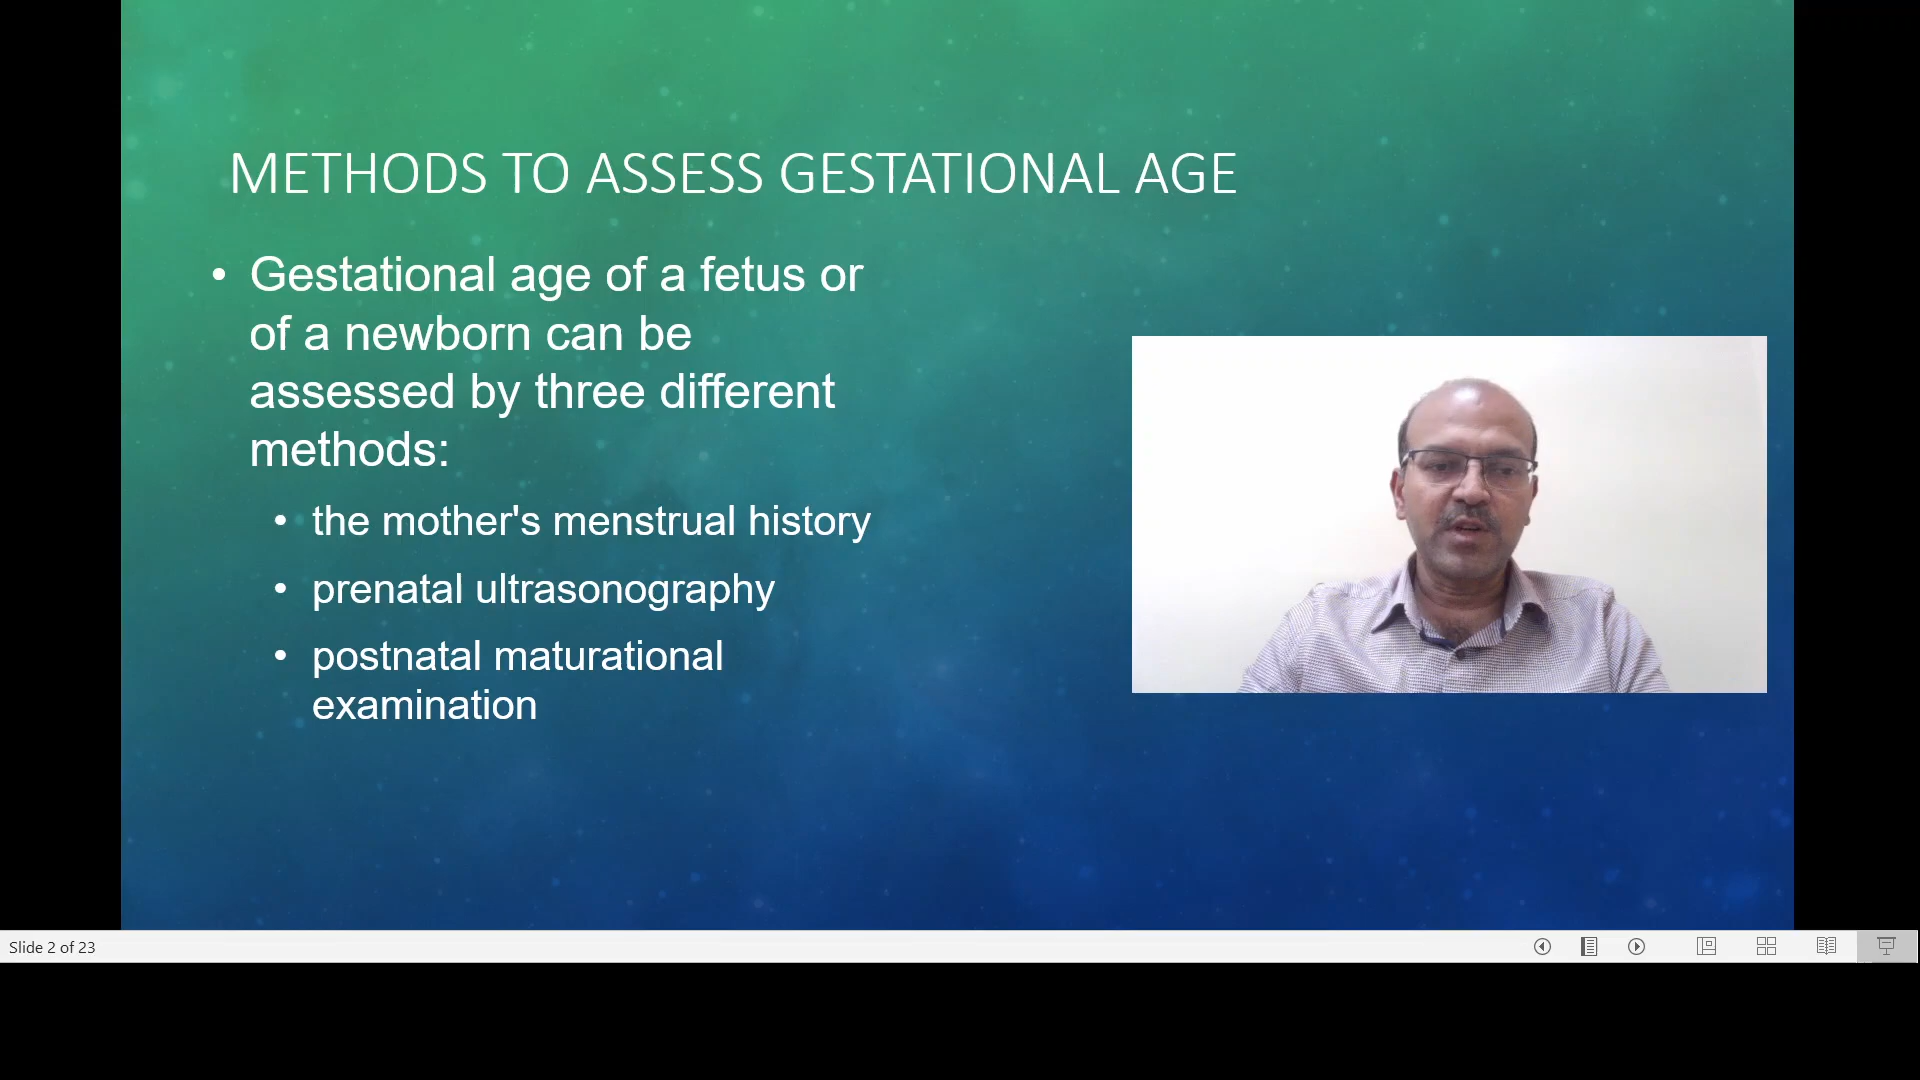 METHODS TO ASSESS GESTATIONAL AGE
• Gestational age of a fetus or
of a newborn can be
assessed by three different
methods:
• the mother's menstrual history
• prenatal ultrasonography
• postnatal maturational
examination
Slide 2 of 23